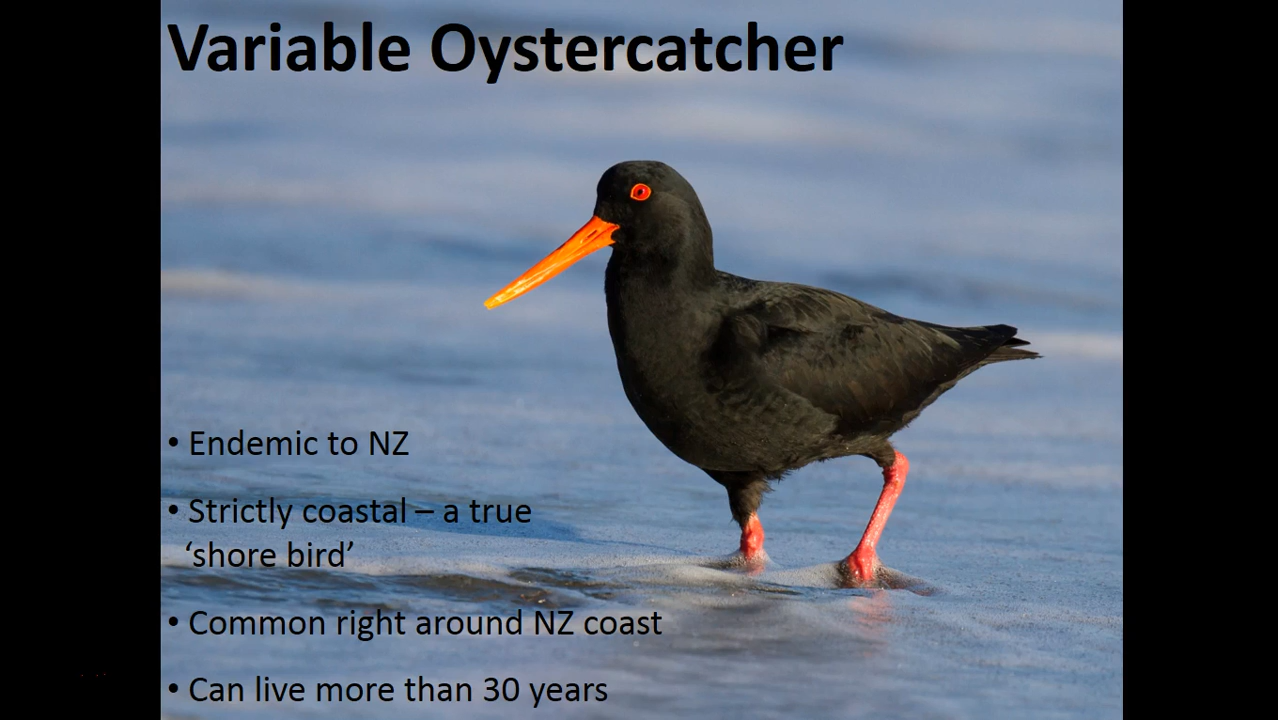 Variable Oystercatcher
• Endemic to NZ
• Strictly coastal – a true
‘shore bird’
• Common right around NZ coast
• Can live more than 30 years